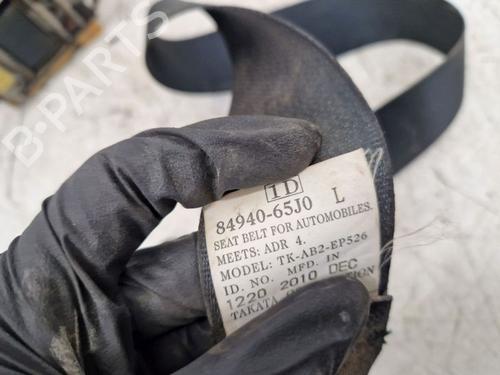 B-PARTS
1D
84940-65J0 L
SEAT BELT FOR AUTOMOBILES.
MEETS: ADR 4.
MODEL: TK-AB2-EP526
ID. NO. MFD. IN
1220 2010 DEC
TAKATA